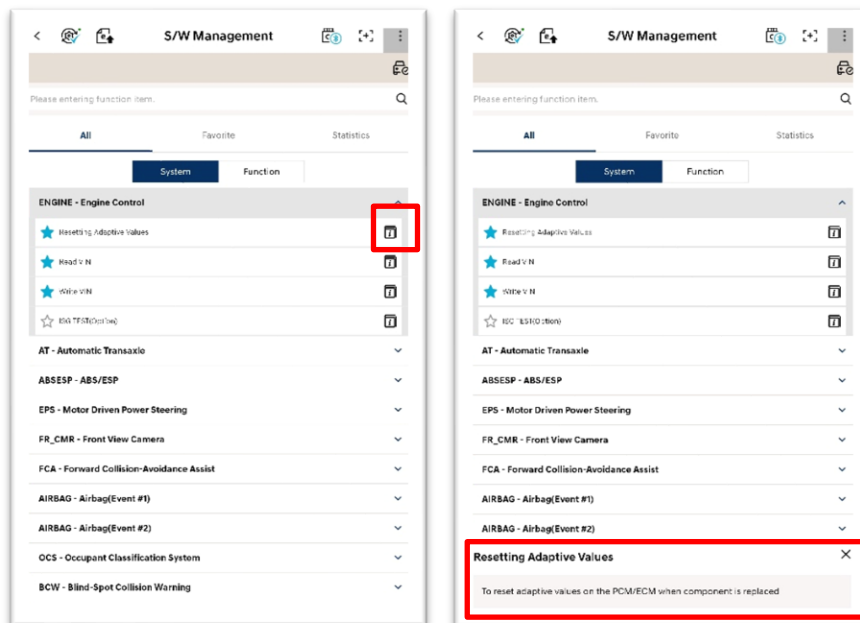 S/W Management
Please entering function item.
All Favorite Statistics
System Function
ENGINE - Engine Control
Resetting Adaptive Values
Read VIN
Write VIN
ISG TEST(Option)
AT - Automatic Transaxle
ABSESP - ABS/ESP
EPS - Motor Driven Power Steering
FR_CMR - Front View Camera
FCA - Forward Collision-Avoidance Assist
AIRBAG - Airbag(Event #1)
AIRBAG - Airbag(Event #2)
OCS - Occupant Classification System
BCW - Blind-Spot Collision Warning
S/W Management
Please entering function item.
All Favorite Statistics
System Function
ENGINE - Engine Control
Resetting Adaptive Values
Read VIN
Write VIN
ISG TEST(Option)
AT - Automatic Transaxle
ABSESP - ABS/ESP
EPS - Motor Driven Power Steering
FR_CMR - Front View Camera
FCA - Forward Collision-Avoidance Assist
AIRBAG - Airbag(Event #1)
AIRBAG - Airbag(Event #2)
Resetting Adaptive Values
To reset adaptive values on the PCM/ECM when component is replaced